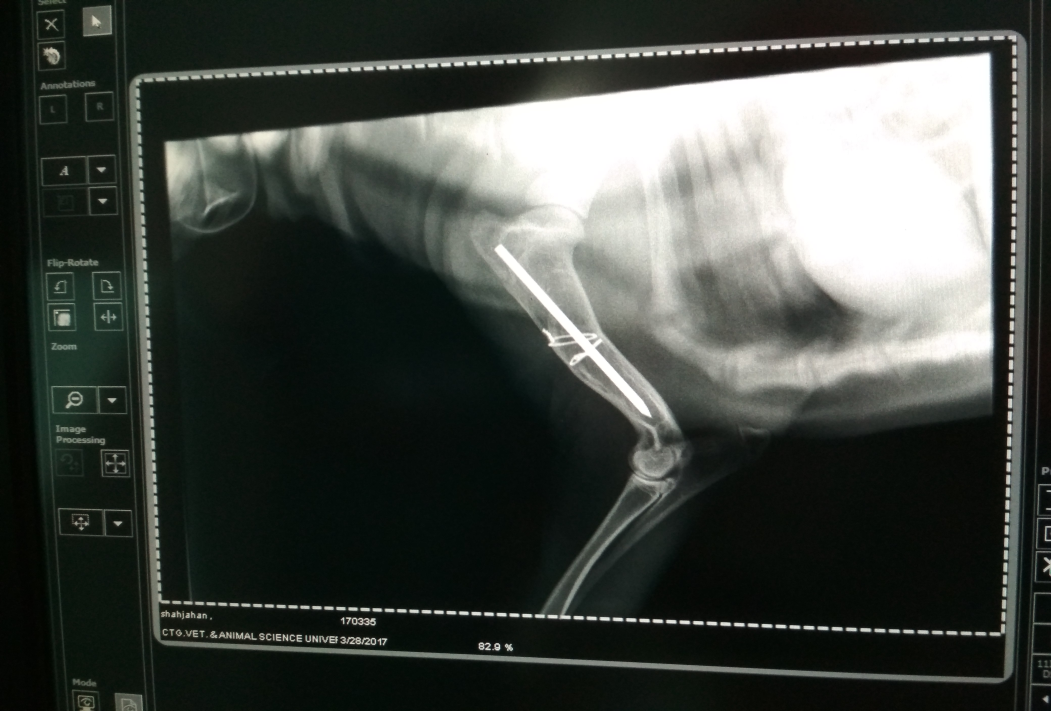 Select
Annotations
L
R
A
Flip-Rotate
Zoom
Image
Processing
shahjahan ,
170335
CTG.VET. & ANIMAL SCIENCE UNIVE 3/28/2017
82.9 %
Mode